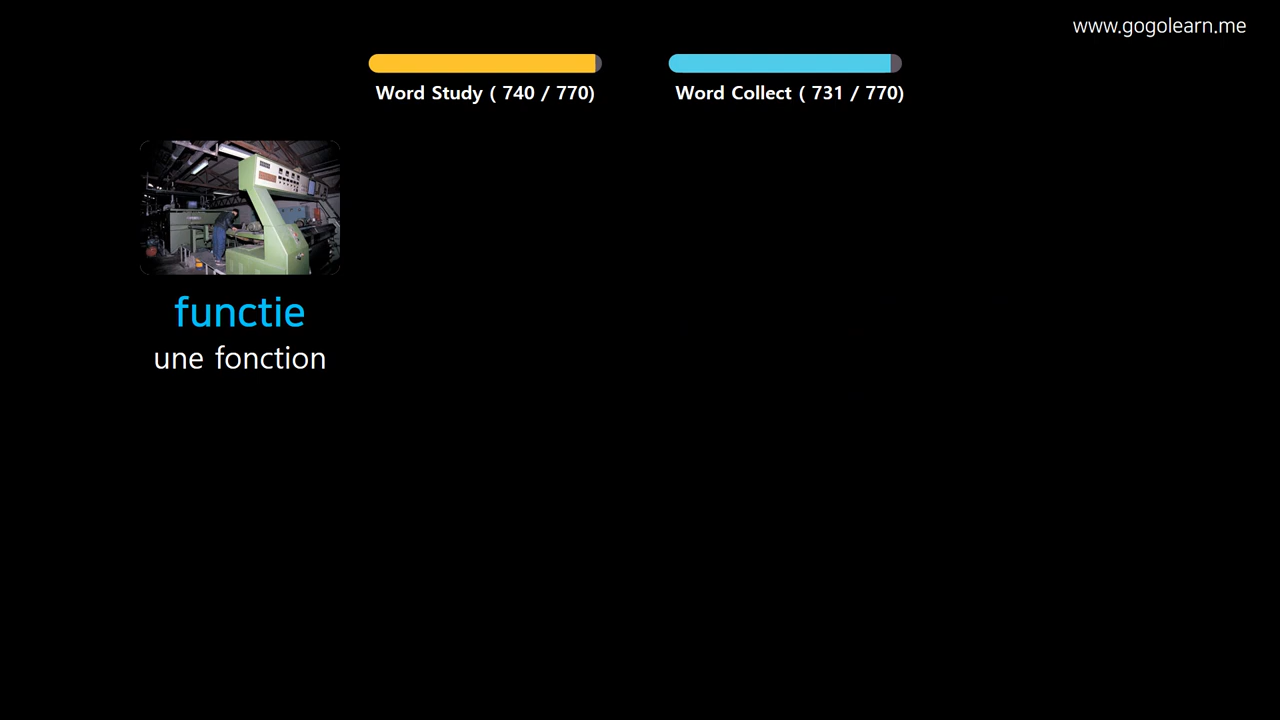 www.gogolearn.me
Word Study ( 740 / 770)
Word Collect ( 731 / 770)
functie
une fonction